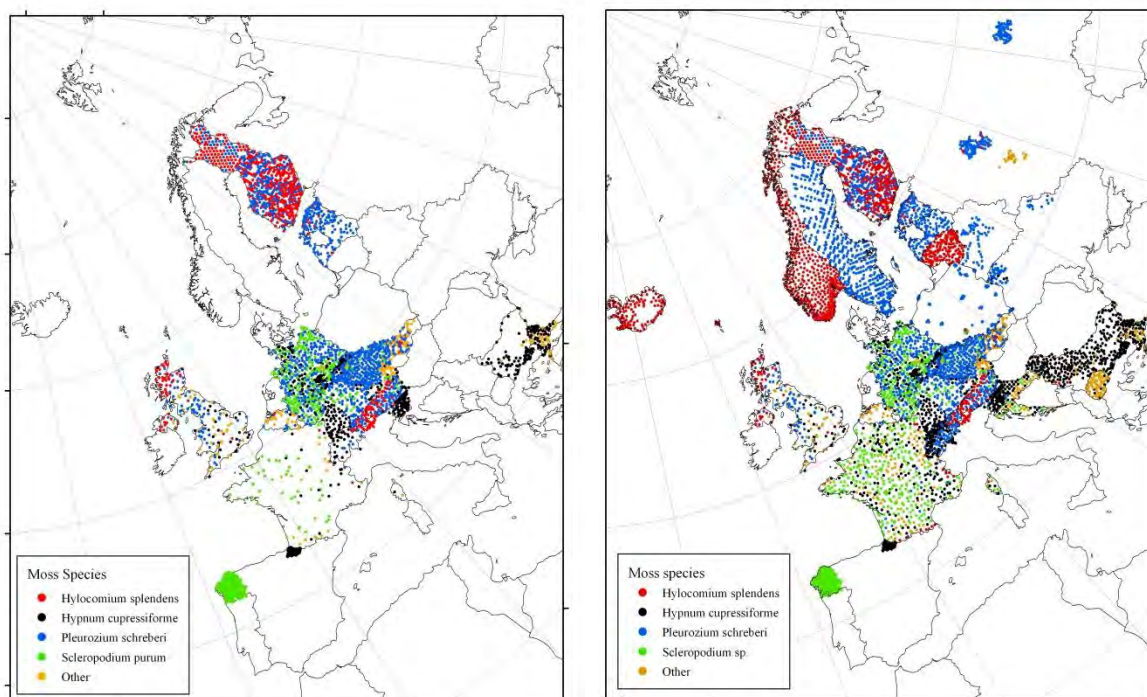 Moss Species
Hylocomium splendens
Hypnum cupressiforme
Pleurozium schreberi
Scleropodium purum
Other
Moss species
Hylocomium splendens
Hypnum cupressiforme
Pleurozium schreberi
Scleropodium sp.
Other